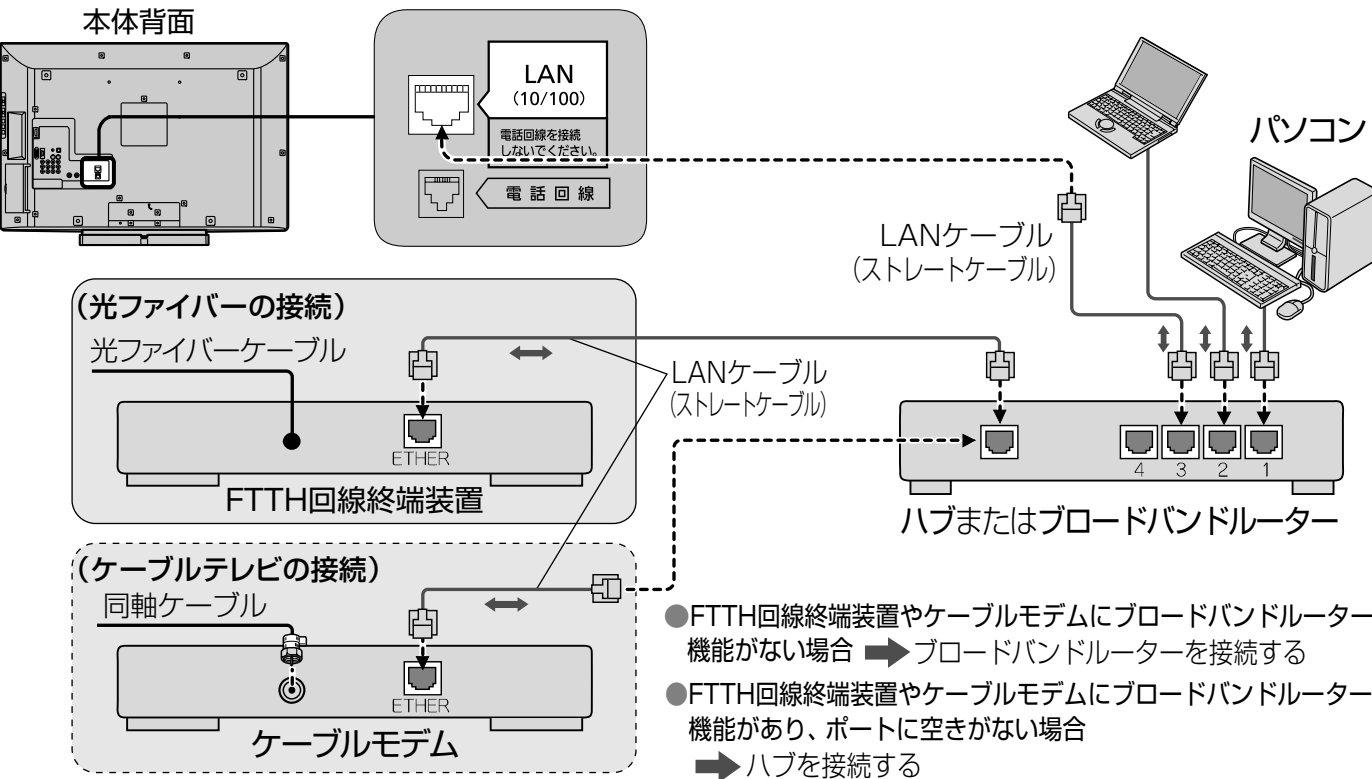 本体背面
LAN
(10/100)
電話回線を接続
しないでください。
電話回線
パソコン
LANケーブル
(ストレートケーブル)
(光ファイバーの接続)
光ファイバーケーブル
ETHER
FTTH回線終端装置
LANケーブル
(ストレートケーブル)
4 3 2 1
ハブまたはブロードバンドルーター
(ケーブルテレビの接続)
同軸ケーブル
ETHER
ケーブルモデム
●FTTH回線終端装置やケーブルモデムにブロードバンドルーター
機能がない場合 ➡ ブロードバンドルーターを接続する
●FTTH回線終端装置やケーブルモデムにブロードバンドルーター
機能があり、ポートに空きがない場合
➡ ハブを接続する